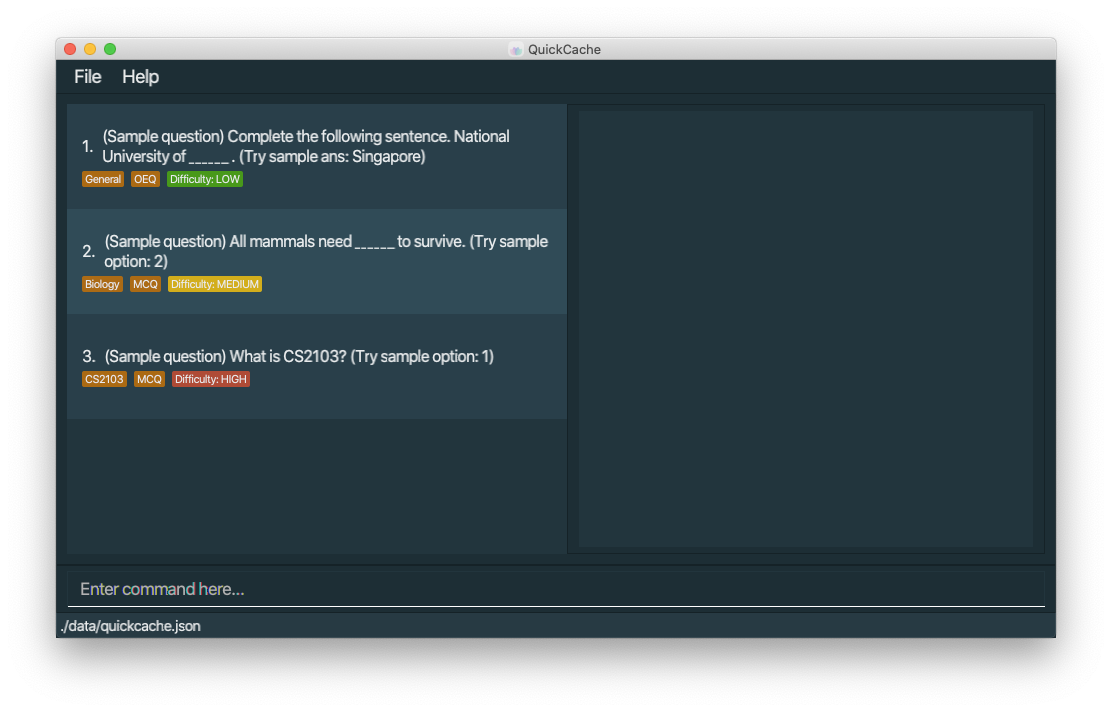 QuickCache
File Help
1. (Sample question) Complete the following sentence. National
University of ______ . (Try sample ans: Singapore)
General OEQ Difficulty: LOW
2. (Sample question) All mammals need ______ to survive. (Try sample
option: 2)
Biology MCQ Difficulty: MEDIUM
3. (Sample question) What is CS2103? (Try sample option: 1)
CS2103 MCQ Difficulty: HIGH
Enter command here...
./data/quickcache.json